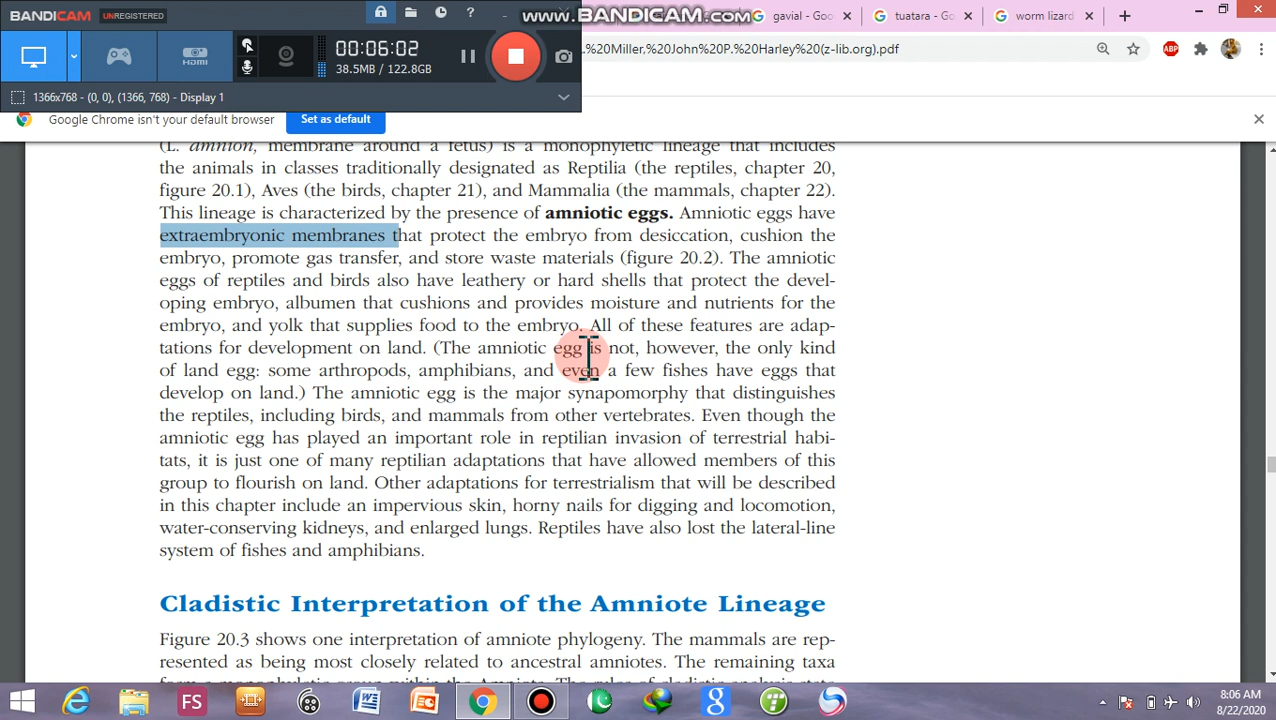 BANDICAM UNREGISTERED
www.BANDICAM.com
gavial - Goo
tuatara - Go
worm lizard
00:06:02
HDMI
38.5MB / 122.8GB
. %20Miller,%20John%20P.%20Harley%20(z-lib.org).pdf
ABP
1366x768 - (0, 0), (1366, 768) - Display 1
Google Chrome isn't your default browser
Set as default
(L. amnion, membrane around a fetus) is a monophyletic lineage that includes
the animals in classes traditionally designated as Reptilia (the reptiles, chapter 20,
figure 20.1), Aves (the birds, chapter 21), and Mammalia (the mammals, chapter 22).
This lineage is characterized by the presence of amniotic eggs. Amniotic eggs have
extraembryonic membranes that protect the embryo from desiccation, cushion the
embryo, promote gas transfer, and store waste materials (figure 20.2). The amniotic
eggs of reptiles and birds also have leathery or hard shells that protect the devel-
oping embryo, albumen that cushions and provides moisture and nutrients for the
embryo, and yolk that supplies food to the embryo. All of these features are adap-
tations for development on land. (The amniotic egg is not, however, the only kind
of land egg: some arthropods, amphibians, and even a few fishes have eggs that
develop on land.) The amniotic egg is the major synapomorphy that distinguishes
the reptiles, including birds, and mammals from other vertebrates. Even though the
amniotic egg has played an important role in reptilian invasion of terrestrial habi-
tats, it is just one of many reptilian adaptations that have allowed members of this
group to flourish on land. Other adaptations for terrestrialism that will be described
in this chapter include an impervious skin, horny nails for digging and locomotion,
water-conserving kidneys, and enlarged lungs. Reptiles have also lost the lateral-line
system of fishes and amphibians.
Cladistic Interpretation of the Amniote Lineage
Figure 20.3 shows one interpretation of amniote phylogeny. The mammals are rep-
resented as being most closely related to ancestral amniotes. The remaining taxa
FS
8:06 AM
8/22/2020